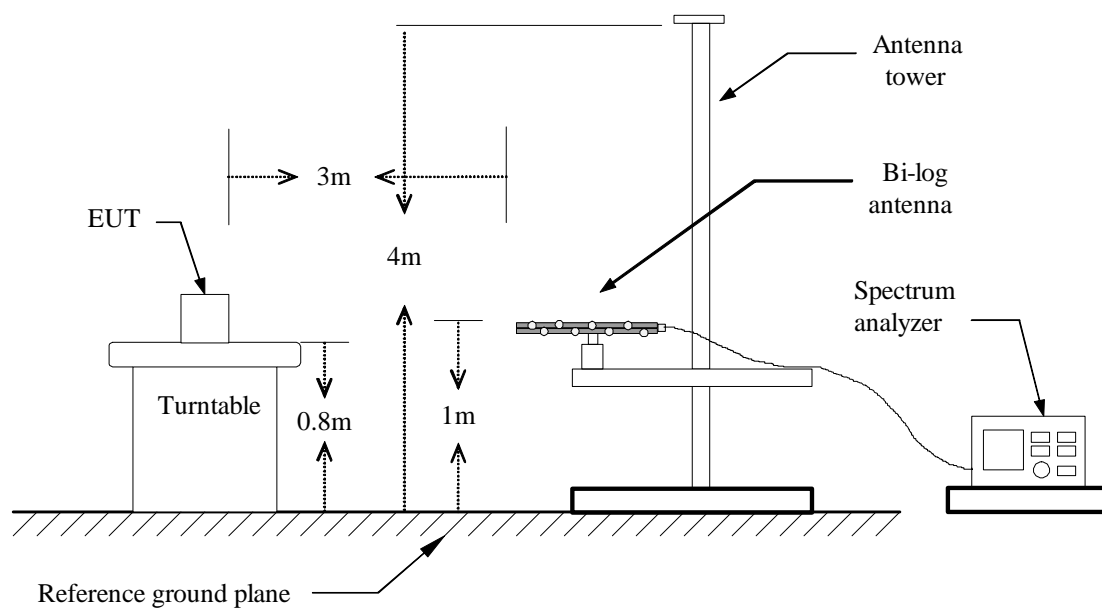 Antenna
tower
3m
Bi-log
antenna
EUT
4m
Spectrum
analyzer
Turntable
0.8m
1m
Reference ground plane